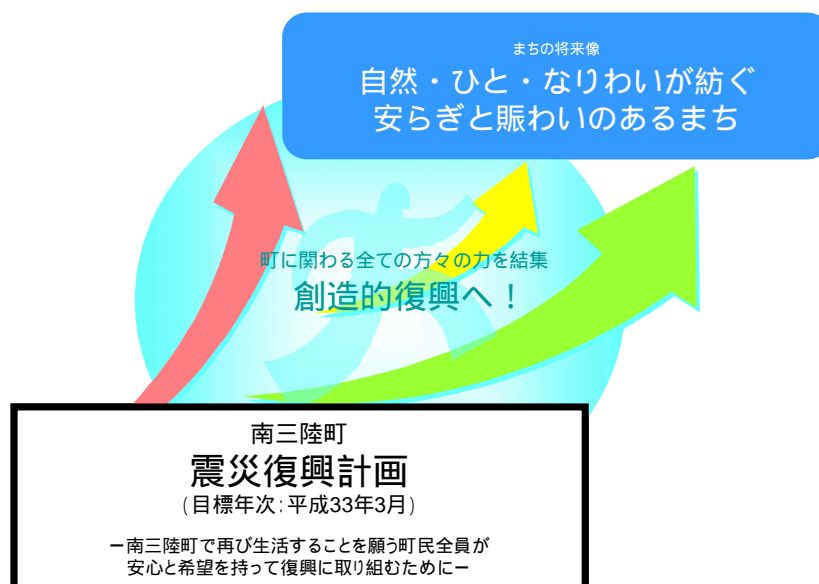 まちの将来像
自然・ひと・なりわいが紡ぐ
安らぎと賑わいのあるまち
町に関わる全ての方々の力を結集
創造的復興へ！
南三陸町
震災復興計画
(目標年次:平成33年3月)
ー南三陸町で再び生活することを願う町民全員が
安心と希望を持って復興に取り組むためにー